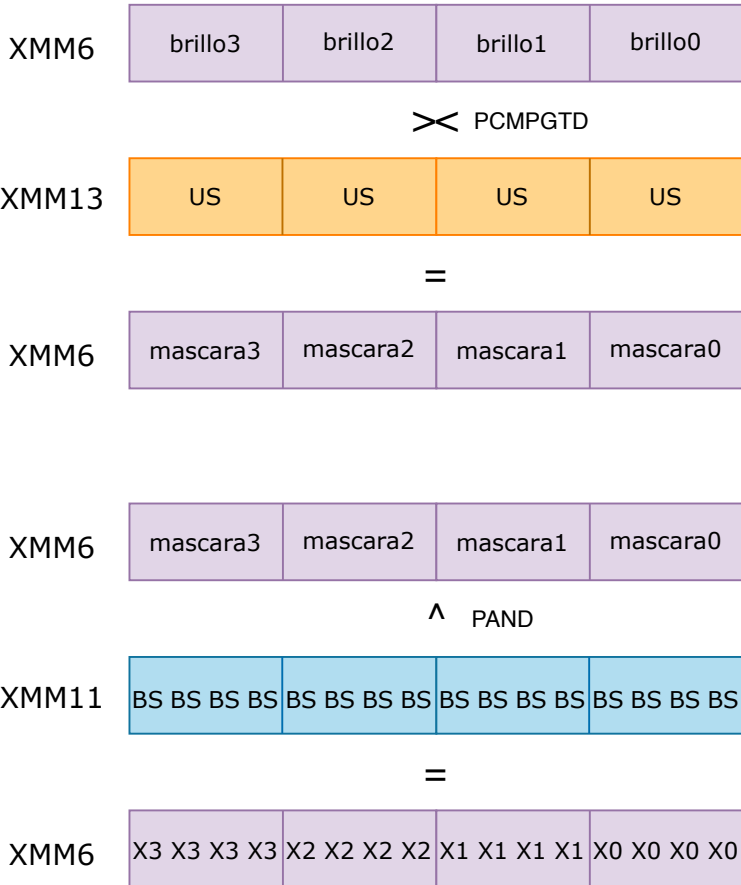 XMM6 brillo3 brillo2 brillo1 brillo0
>< PCMPGTD
XMM13 US US US US
=
XMM6 mascara3 mascara2 mascara1 mascara0
XMM6 mascara3 mascara2 mascara1 mascara0
^ PAND
XMM11 BS BS BS BS BS BS BS BS BS BS BS BS BS BS BS BS
=
XMM6 X3 X3 X3 X3 X2 X2 X2 X2 X1 X1 X1 X1 X0 X0 X0 X0